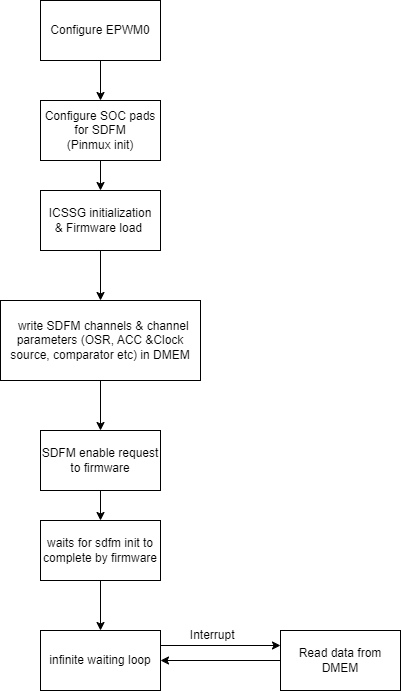 Configure EPWM0
Configure SOC pads
for SDFM
(Pinmux init)
ICSSG initialization
& Firmware load
write SDFM channels & channel
parameters (OSR, ACC &Clock
source, comparator etc) in DMEM
SDFM enable request
to firmware
waits for sdfm init to
complete by firmware
infinite waiting loop
Interrupt
Read data from
DMEM